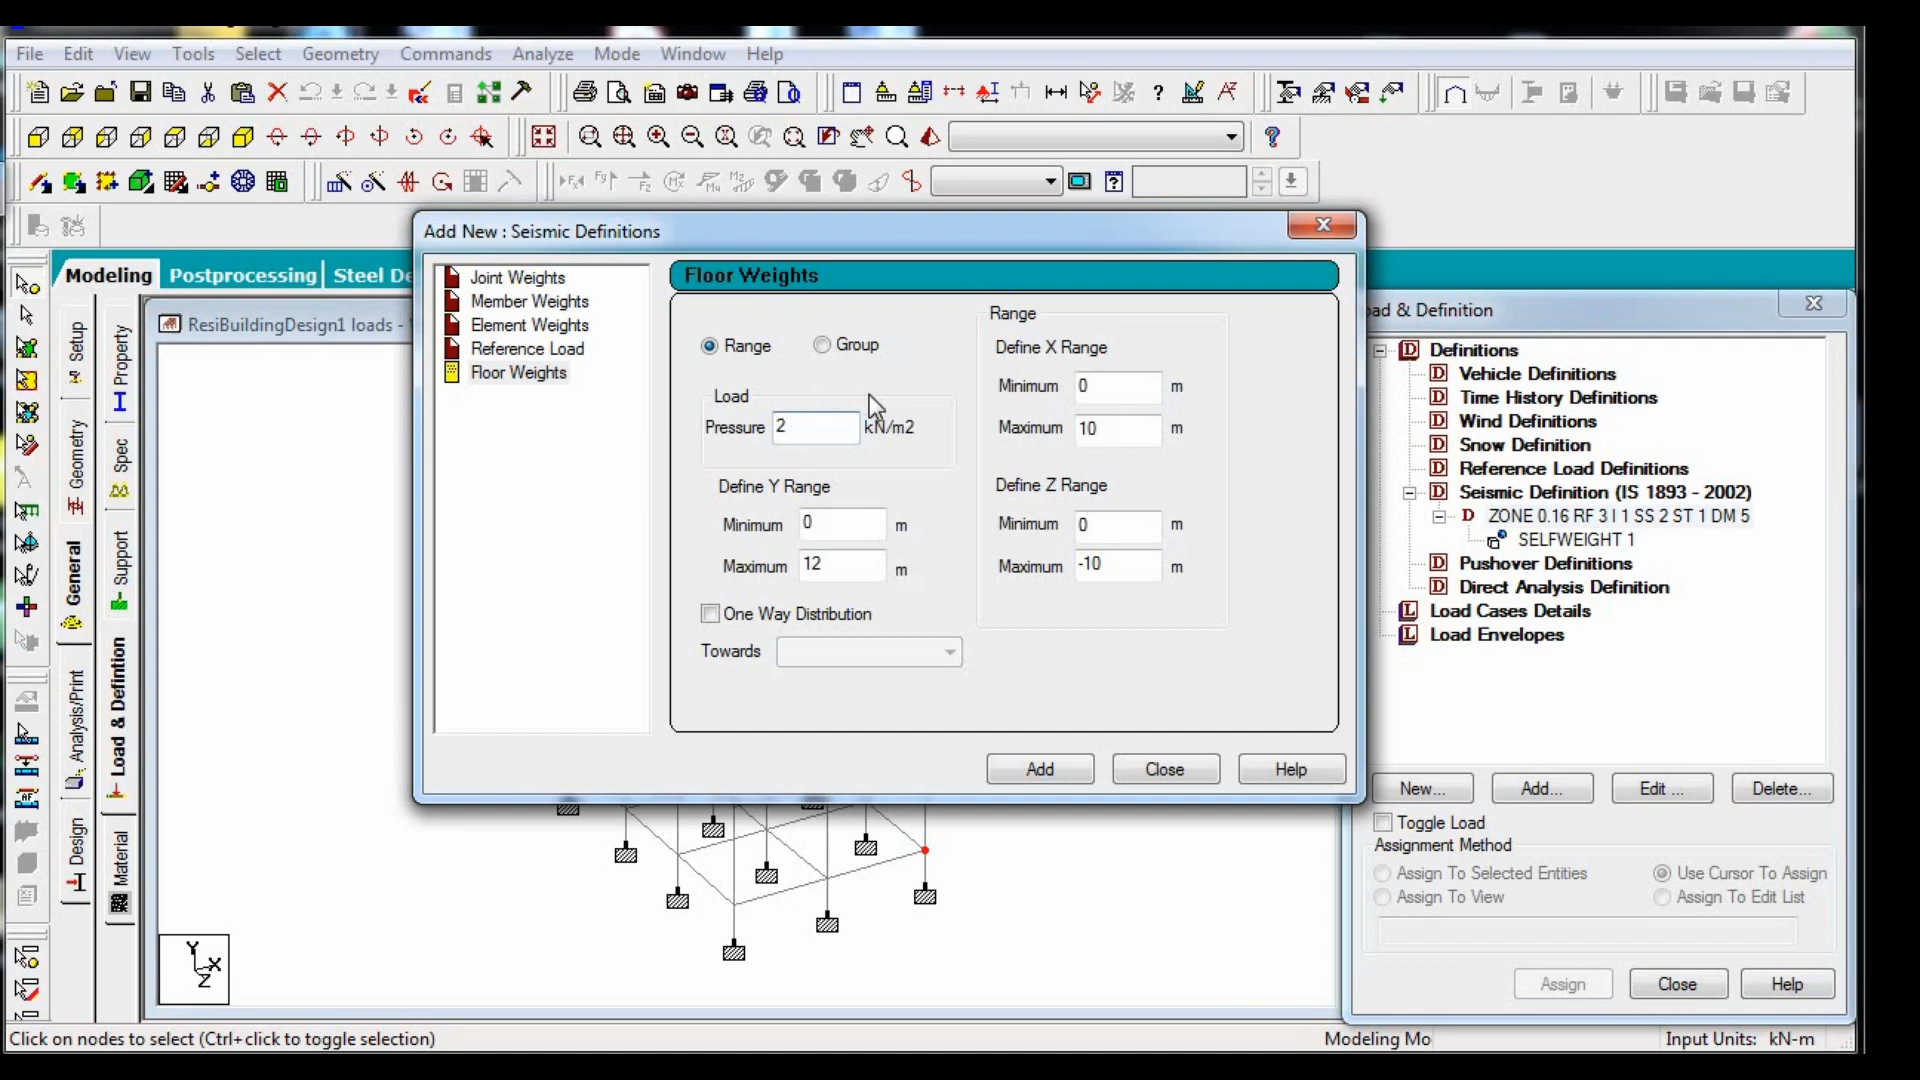 File Edit View Tools Select Geometry Commands Analyze Mode Window Help
Add New : Seismic Definitions
Modeling Postprocessing Steel De
ResiBuildingDesign1 loads -
Setup
Geometry
General
Analysis/Print
Design
Property
Spec
Support
Load & Definition
Material
Joint Weights
Member Weights
Element Weights
Reference Load
Floor Weights
Floor Weights
Range Group
Load
Pressure 2 kN/m2
Define Y Range
Minimum 0 m
Maximum 12 m
One Way Distribution
Towards
Range
Define X Range
Minimum 0 m
Maximum 10 m
Define Z Range
Minimum 0 m
Maximum -10 m
Add Close Help
ad & Definition
Definitions
Vehicle Definitions
Time History Definitions
Wind Definitions
Snow Definition
Reference Load Definitions
Seismic Definition (IS 1893 - 2002)
ZONE 0.16 RF 3 I 1 SS 2 ST 1 DM 5
SELFWEIGHT 1
Pushover Definitions
Direct Analysis Definition
Load Cases Details
Load Envelopes
New... Add... Edit ... Delete...
Toggle Load
Assignment Method
Assign To Selected Entities Use Cursor To Assign
Assign To View Assign To Edit List
Assign Close Help
Y
X
Z
Click on nodes to select (Ctrl+click to toggle selection) Modeling Mo Input Units: kN-m